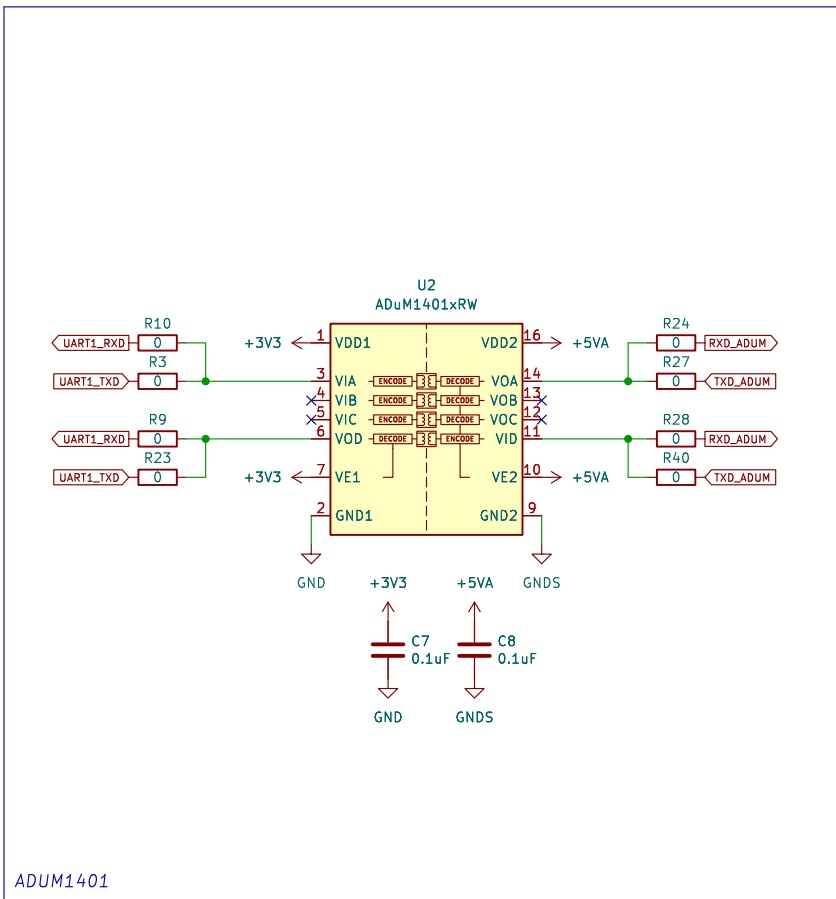 U2
ADuM1401xRW
R10
0
UART1_RXD
R3
0
UART1_TXD
R9
0
UART1_RXD
R23
0
UART1_TXD
+3V3
1
VDD1
3
VIA
4
VIB
5
VIC
6
VOD
+3V3
7
VE1
2
GND1
GND
ENCODE
DECODE
ENCODE
DECODE
ENCODE
DECODE
DECODE
ENCODE
VDD2
16
+5VA
VOA
14
VOB
13
VOC
12
VID
11
VE2
10
+5VA
GND2
9
GNDS
R24
0
RXD_ADUM
R27
0
TXD_ADUM
R28
0
RXD_ADUM
R40
0
TXD_ADUM
+3V3
C7
0.1uF
GND
+5VA
C8
0.1uF
GNDS
ADUM1401